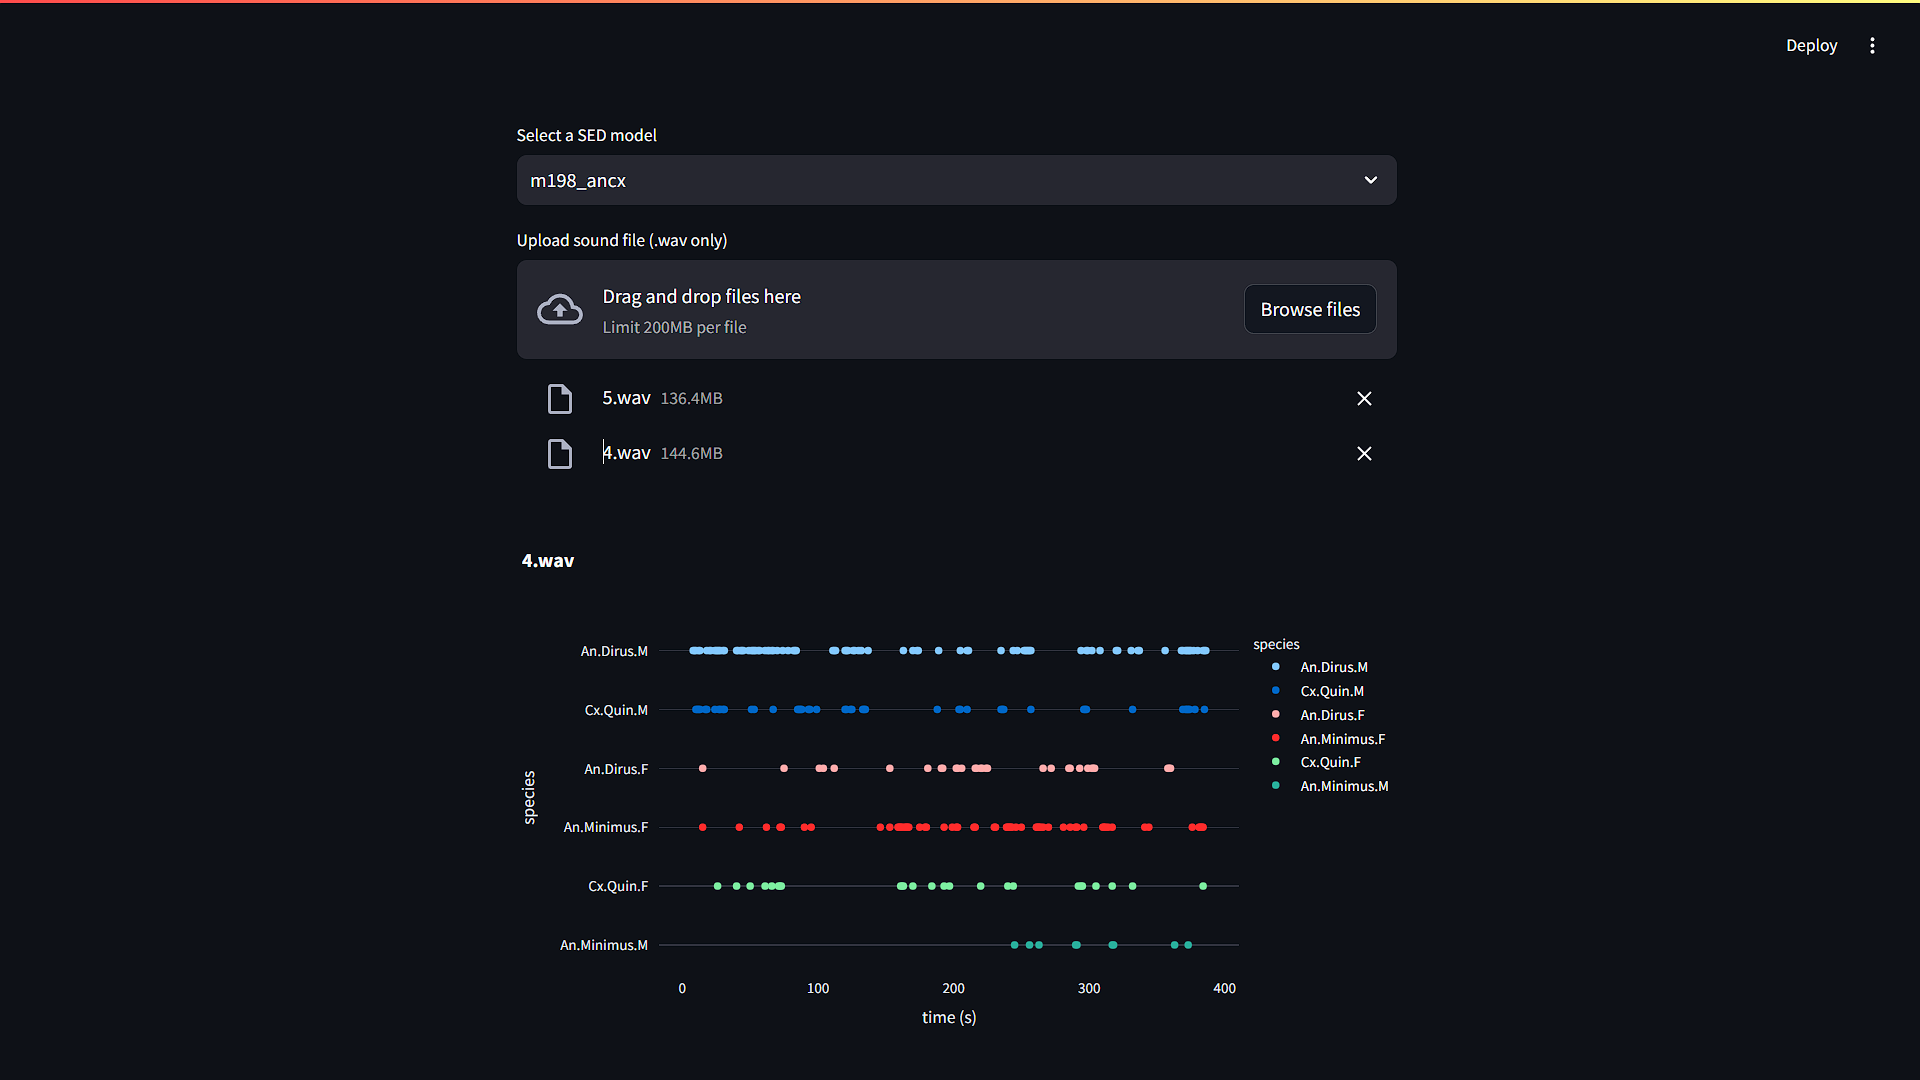 Deploy
Select a SED model
m198_ancx
Upload sound file (.wav only)
Drag and drop files here
Limit 200MB per file
Browse files
5.wav 136.4MB
4.wav 144.6MB
4.wav
species
An.Dirus.M
Cx.Quin.M
An.Dirus.F
An.Minimus.F
Cx.Quin.F
An.Minimus.M
0 100 200 300 400
time (s)
species
An.Dirus.M
Cx.Quin.M
An.Dirus.F
An.Minimus.F
Cx.Quin.F
An.Minimus.M